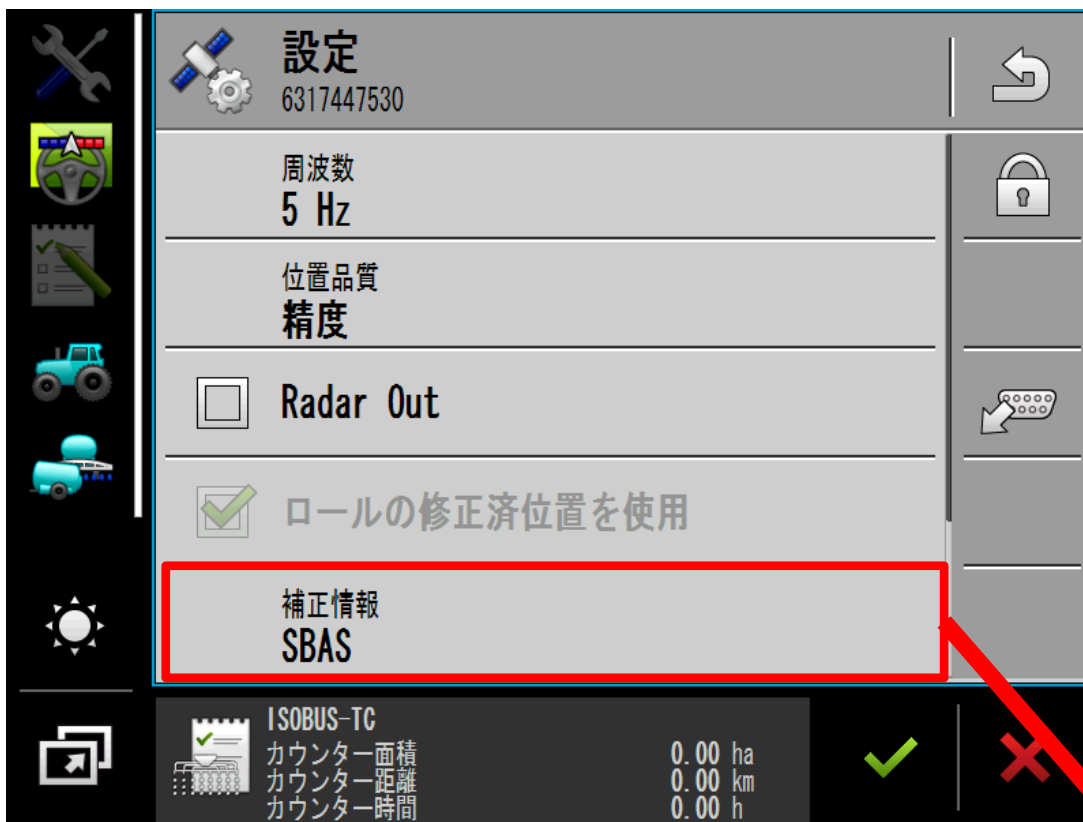 設定
6317447530
周波数
5 Hz
位置品質
精度
Radar Out
ロールの修正済位置を使用
補正情報
SBAS
ISOBUS-TC
カウンター面積 0.00 ha
カウンター距離 0.00 km
カウンター時間 0.00 h